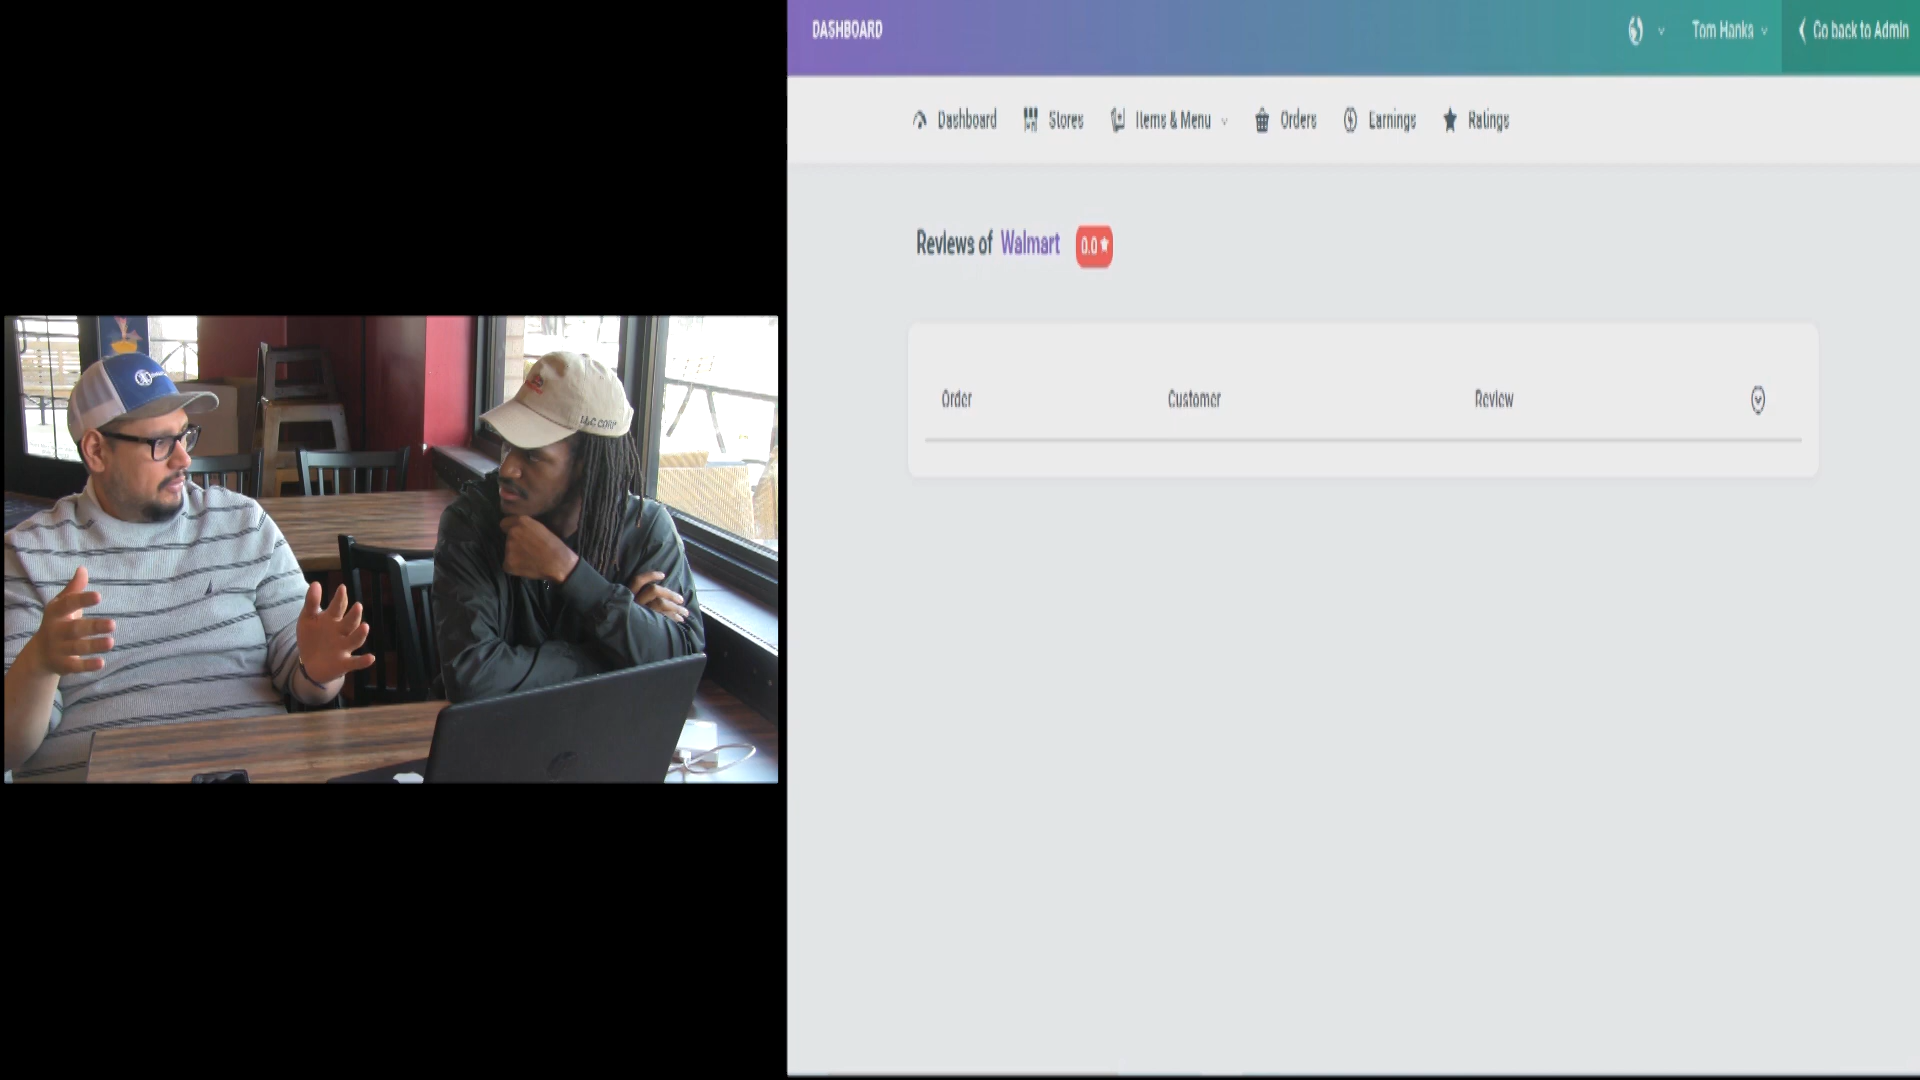 DASHBOARD
Tom Hanks
Go back to Admin
Dashboard
Stores
Items & Menu
Orders
Earnings
Ratings
Reviews of Walmart 0.0
Order
Customer
Review